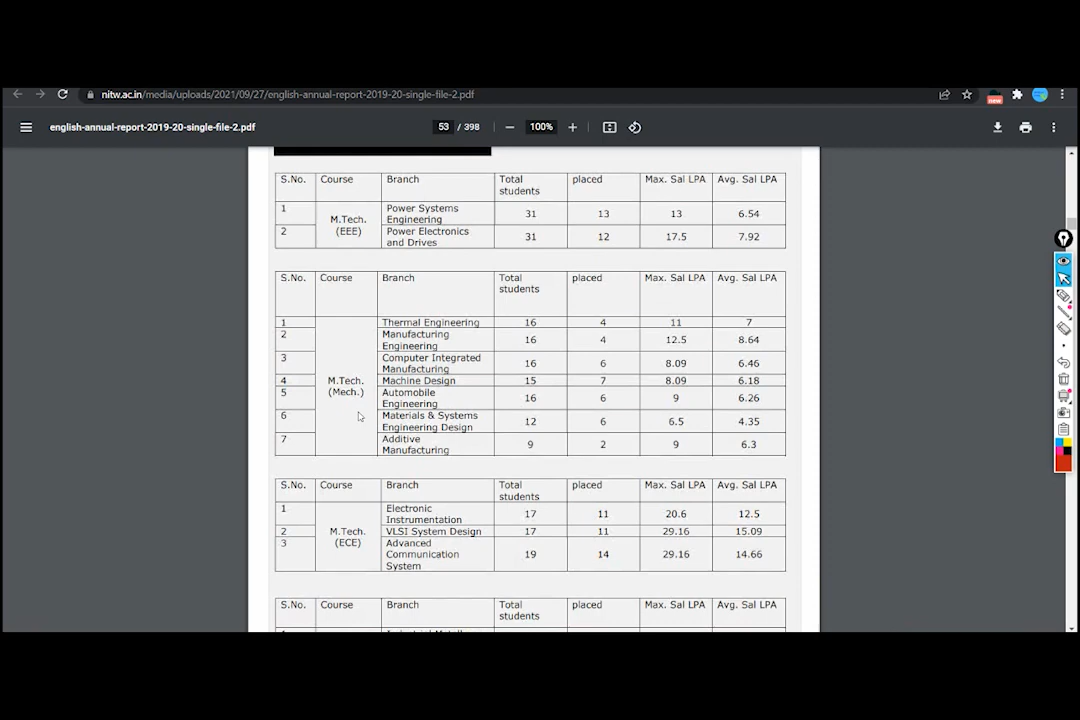 nitw.ac.in/media/uploads/2021/09/27/english-annual-report-2019-20-single-file-2.pdf
new
english-annual-report-2019-20-single-file-2.pdf 53 / 398 100%
S.No. Course Branch Total students placed Max. Sal LPA Avg. Sal LPA
1 M.Tech. (EEE) Power Systems Engineering 31 13 13 6.54
2 Power Electronics and Drives 31 12 17.5 7.92
S.No. Course Branch Total students placed Max. Sal LPA Avg. Sal LPA
1 Thermal Engineering 16 4 11 7
2 Manufacturing Engineering 16 4 12.5 8.64
3 Computer Integrated Manufacturing 16 6 8.09 6.46
4 M.Tech. (Mech.) Machine Design 15 7 8.09 6.18
5 Automobile Engineering 16 6 9 6.26
6 Materials & Systems Engineering Design 12 6 6.5 4.35
7 Additive Manufacturing 9 2 9 6.3
S.No. Course Branch Total students placed Max. Sal LPA Avg. Sal LPA
1 Electronic Instrumentation 17 11 20.6 12.5
2 M.Tech. (ECE) VLSI System Design 17 11 29.16 15.09
3 Advanced Communication System 19 14 29.16 14.66
S.No. Course Branch Total students placed Max. Sal LPA Avg. Sal LPA